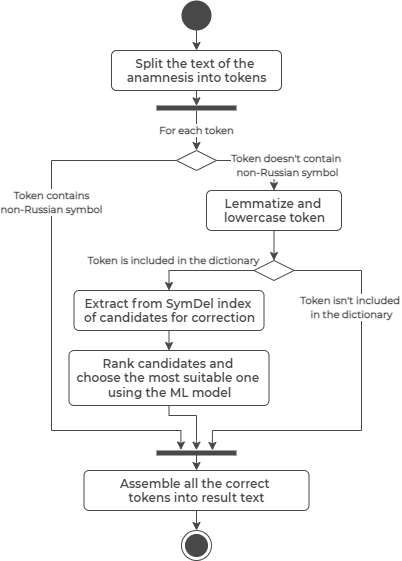 Split the text of the
anamnesis into tokens
For each token
Token doesn't contain
non-Russian symbol
Token contains
non-Russian symbol
Lemmatize and
lowercase token
Token is included in the dictionary
Token isn't included
in the dictionary
Extract from SymDel index
of candidates for correction
Rank candidates and
choose the most suitable one
using the ML model
Assemble all the correct
tokens into result text